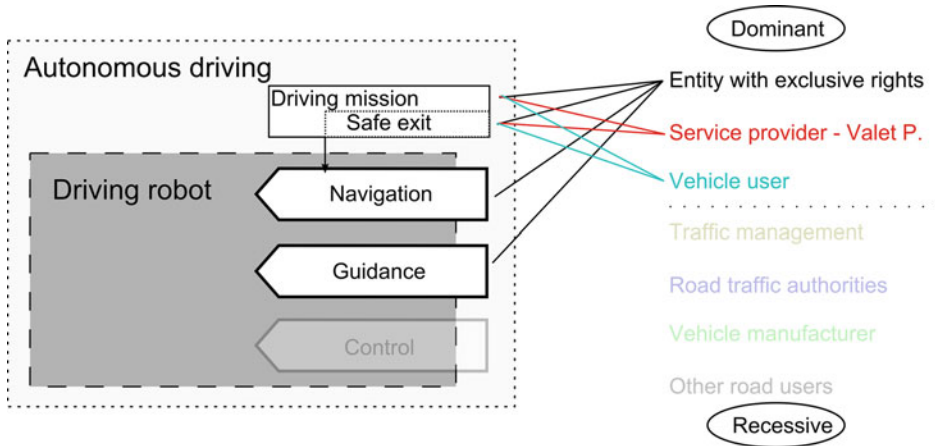 Autonomous driving
Driving mission
Safe exit
Driving robot
Navigation
Guidance
Control
Dominant
Entity with exclusive rights
Service provider - Valet P.
Vehicle user
Traffic management
Road traffic authorities
Vehicle manufacturer
Other road users
Recessive